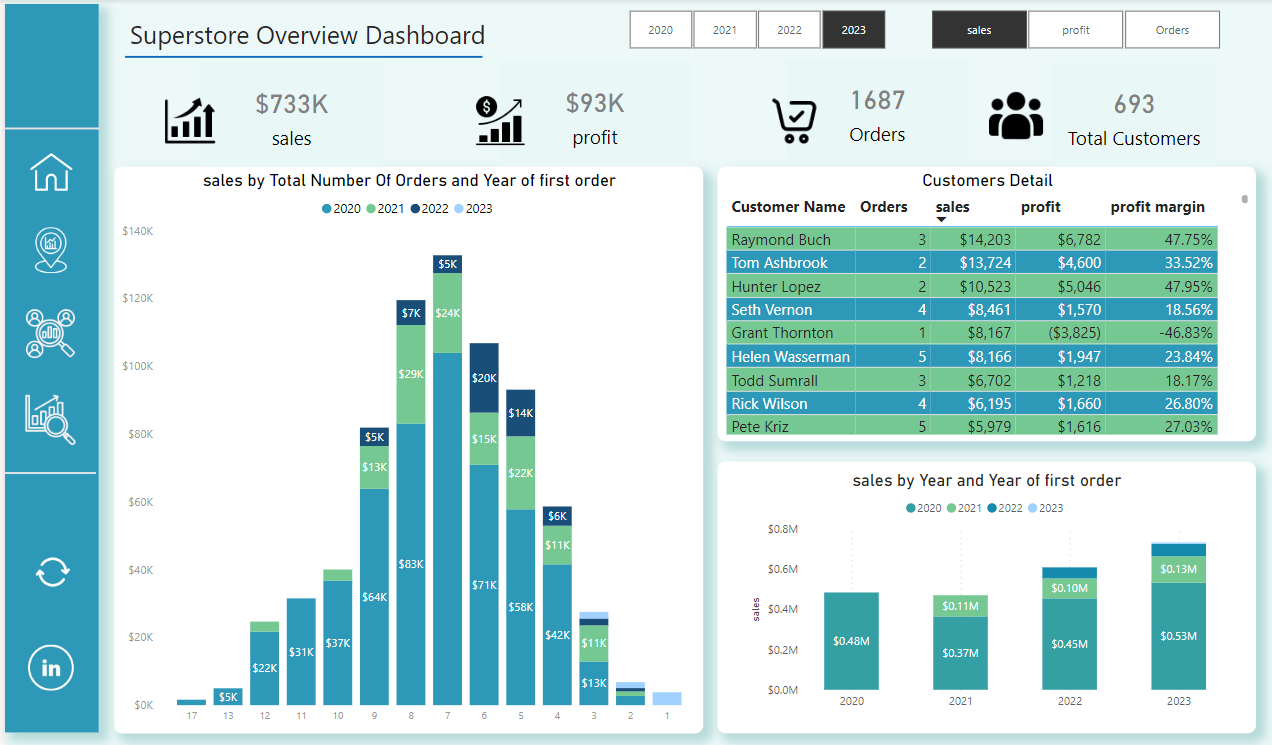 Superstore Overview Dashboard
2020 2021 2022 2023
sales profit Orders
$733K
sales
$93K
profit
1687
Orders
693
Total Customers
sales by Total Number Of Orders and Year of first order
2020 2021 2022 2023
$140K
$120K
$100K
$80K
$60K
$40K
$20K
$0K
$5K
$22K
$31K
$37K
$5K
$13K
$64K
$7K
$29K
$83K
$5K
$24K
$20K
$15K
$71K
$14K
$22K
$58K
$6K
$11K
$42K
$11K
$13K
17 13 12 11 10 9 8 7 6 5 4 3 2 1
Customers Detail
Customer Name Orders sales profit profit margin
Raymond Buch 3 $14,203 $6,782 47.75%
Tom Ashbrook 2 $13,724 $4,600 33.52%
Hunter Lopez 2 $10,523 $5,046 47.95%
Seth Vernon 4 $8,461 $1,570 18.56%
Grant Thornton 1 $8,167 ($3,825) -46.83%
Helen Wasserman 5 $8,166 $1,947 23.84%
Todd Sumrall 3 $6,702 $1,218 18.17%
Rick Wilson 4 $6,195 $1,660 26.80%
Pete Kriz 5 $5,979 $1,616 27.03%
sales by Year and Year of first order
2020 2021 2022 2023
sales
$0.8M
$0.6M
$0.4M
$0.2M
$0.0M
$0.48M
$0.11M
$0.37M
$0.10M
$0.45M
$0.13M
$0.53M
2020 2021 2022 2023
in